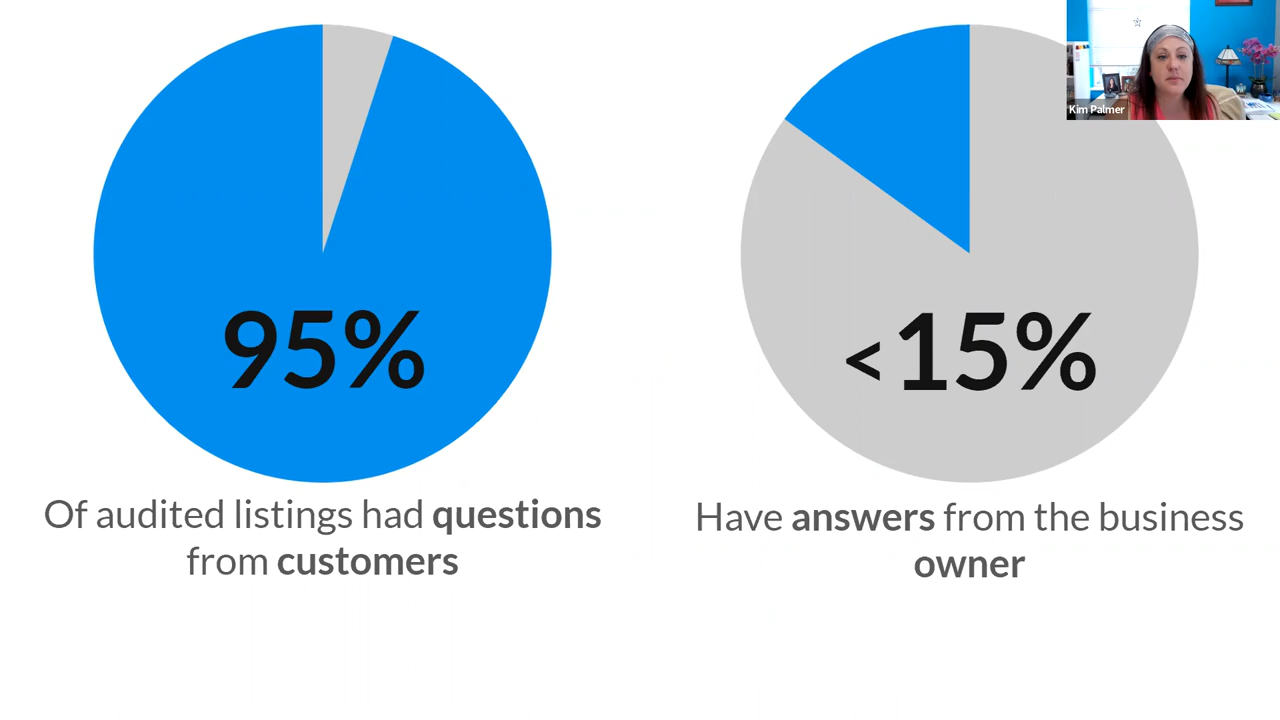 Kim Palmer
95%
<15%
Of audited listings had questions
from customers
Have answers from the business
owner